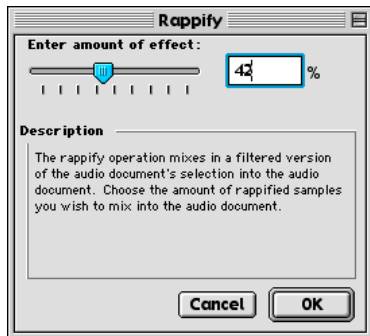 Rappify
Enter amount of effect:
42 %
Description
The rappify operation mixes in a filtered version
of the audio document's selection into the audio
document. Choose the amount of rappified samples
you wish to mix into the audio document.
Cancel OK